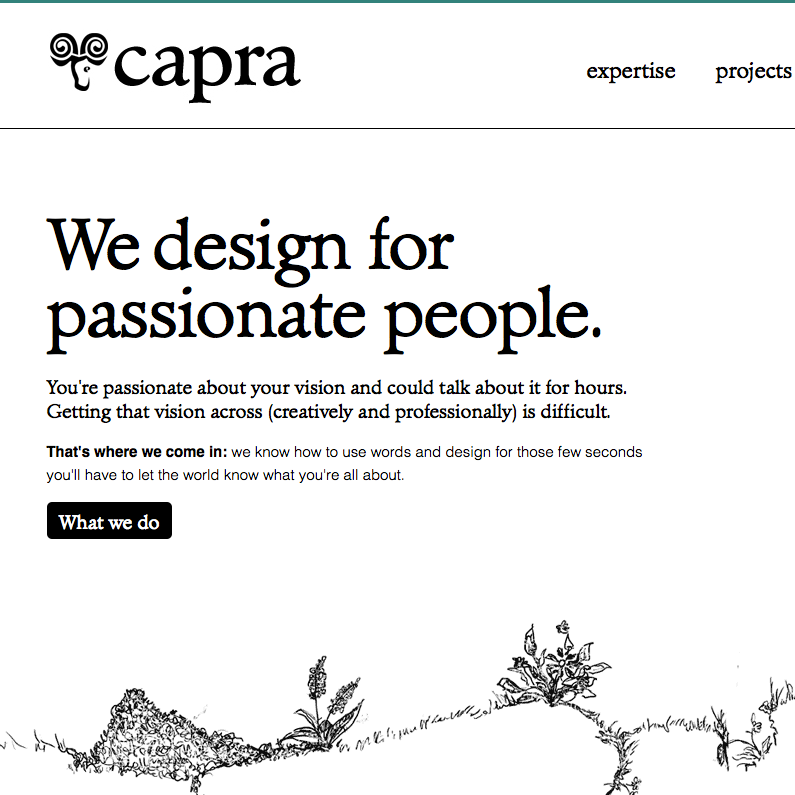 capra
expertise projects
We design for
passionate people.
You're passionate about your vision and could talk about it for hours.
Getting that vision across (creatively and professionally) is difficult.
That's where we come in: we know how to use words and design for those few seconds
you'll have to let the world know what you're all about.
What we do